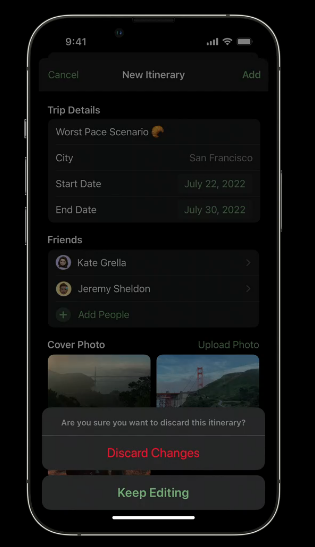 9:41
Cancel New Itinerary Add
Trip Details
Worst Pace Scenario
City San Francisco
Start Date July 22, 2022
End Date July 30, 2022
Friends
Kate Grella
Jeremy Sheldon
Add People
Cover Photo Upload Photo
Are you sure you want to discard this itinerary?
Discard Changes
Keep Editing